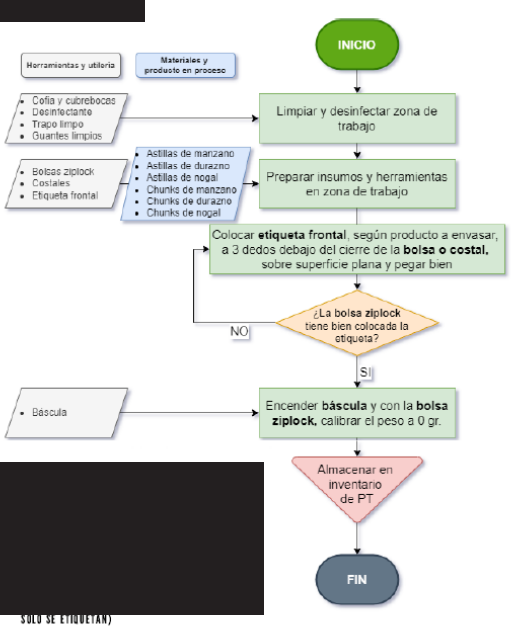 INICIO
Herramientas y utilería
Materiales y
producto en proceso
• Cofia y cubrebocas
• Desinfectante
• Trapo limpo
• Guantes limpios
Limpiar y desinfectar zona de
trabajo
• Bolsas ziplock
• Costales
• Etiqueta frontal
• Astillas de manzano
• Astillas de durazno
• Astillas de nogal
• Chunks de manzano
• Chunks de durazno
• Chunks de nogal
Preparar insumos y herramientas
en zona de trabajo
Colocar etiqueta frontal, según producto a envasar,
a 3 dedos debajo del cierre de la bolsa o costal,
sobre superficie plana y pegar bien
¿La bolsa ziplock
tiene bien colocada la
etiqueta?
NO
SI
• Báscula
Encender báscula y con la bolsa
ziplock, calibrar el peso a 0 gr.
Almacenar en
inventario
de PT
FIN
SOLO SE ETIQUETAN)